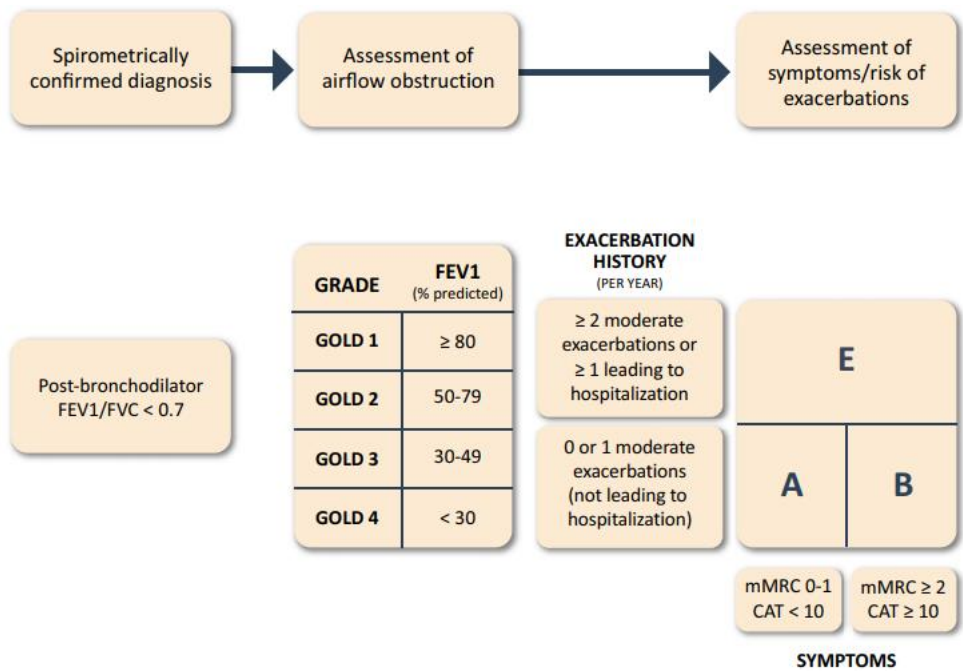 Spirometrically
confirmed diagnosis
Assessment of
airflow obstruction
Assessment of
symptoms/risk of
exacerbations
Post-bronchodilator
FEV1/FVC < 0.7
GRADE
FEV1
(% predicted)
GOLD 1
≥ 80
GOLD 2
50-79
GOLD 3
30-49
GOLD 4
< 30
EXACERBATION
HISTORY
(PER YEAR)
≥ 2 moderate
exacerbations or
≥ 1 leading to
hospitalization
0 or 1 moderate
exacerbations
(not leading to
hospitalization)
E
A
B
mMRC 0-1
CAT < 10
mMRC ≥ 2
CAT ≥ 10
SYMPTOMS